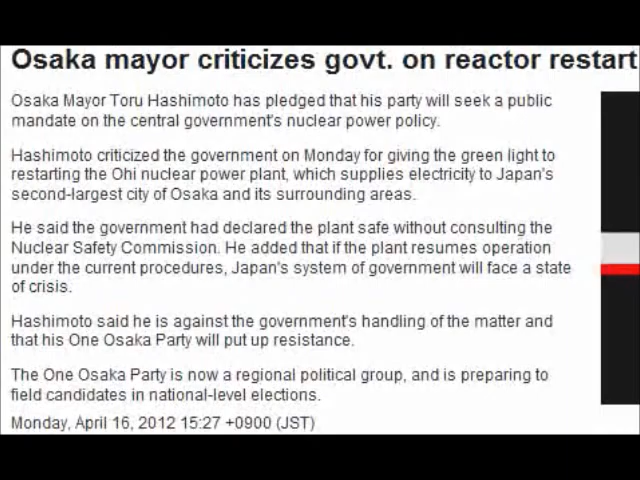 Osaka mayor criticizes govt. on reactor restart
Osaka Mayor Toru Hashimoto has pledged that his party will seek a public
mandate on the central government's nuclear power policy.
Hashimoto criticized the government on Monday for giving the green light to
restarting the Ohi nuclear power plant, which supplies electricity to Japan's
second-largest city of Osaka and its surrounding areas.
He said the government had declared the plant safe without consulting the
Nuclear Safety Commission. He added that if the plant resumes operation
under the current procedures, Japan's system of government will face a state
of crisis.
Hashimoto said he is against the government's handling of the matter and
that his One Osaka Party will put up resistance.
The One Osaka Party is now a regional political group, and is preparing to
field candidates in national-level elections.
Monday, April 16, 2012 15:27 +0900 (JST)